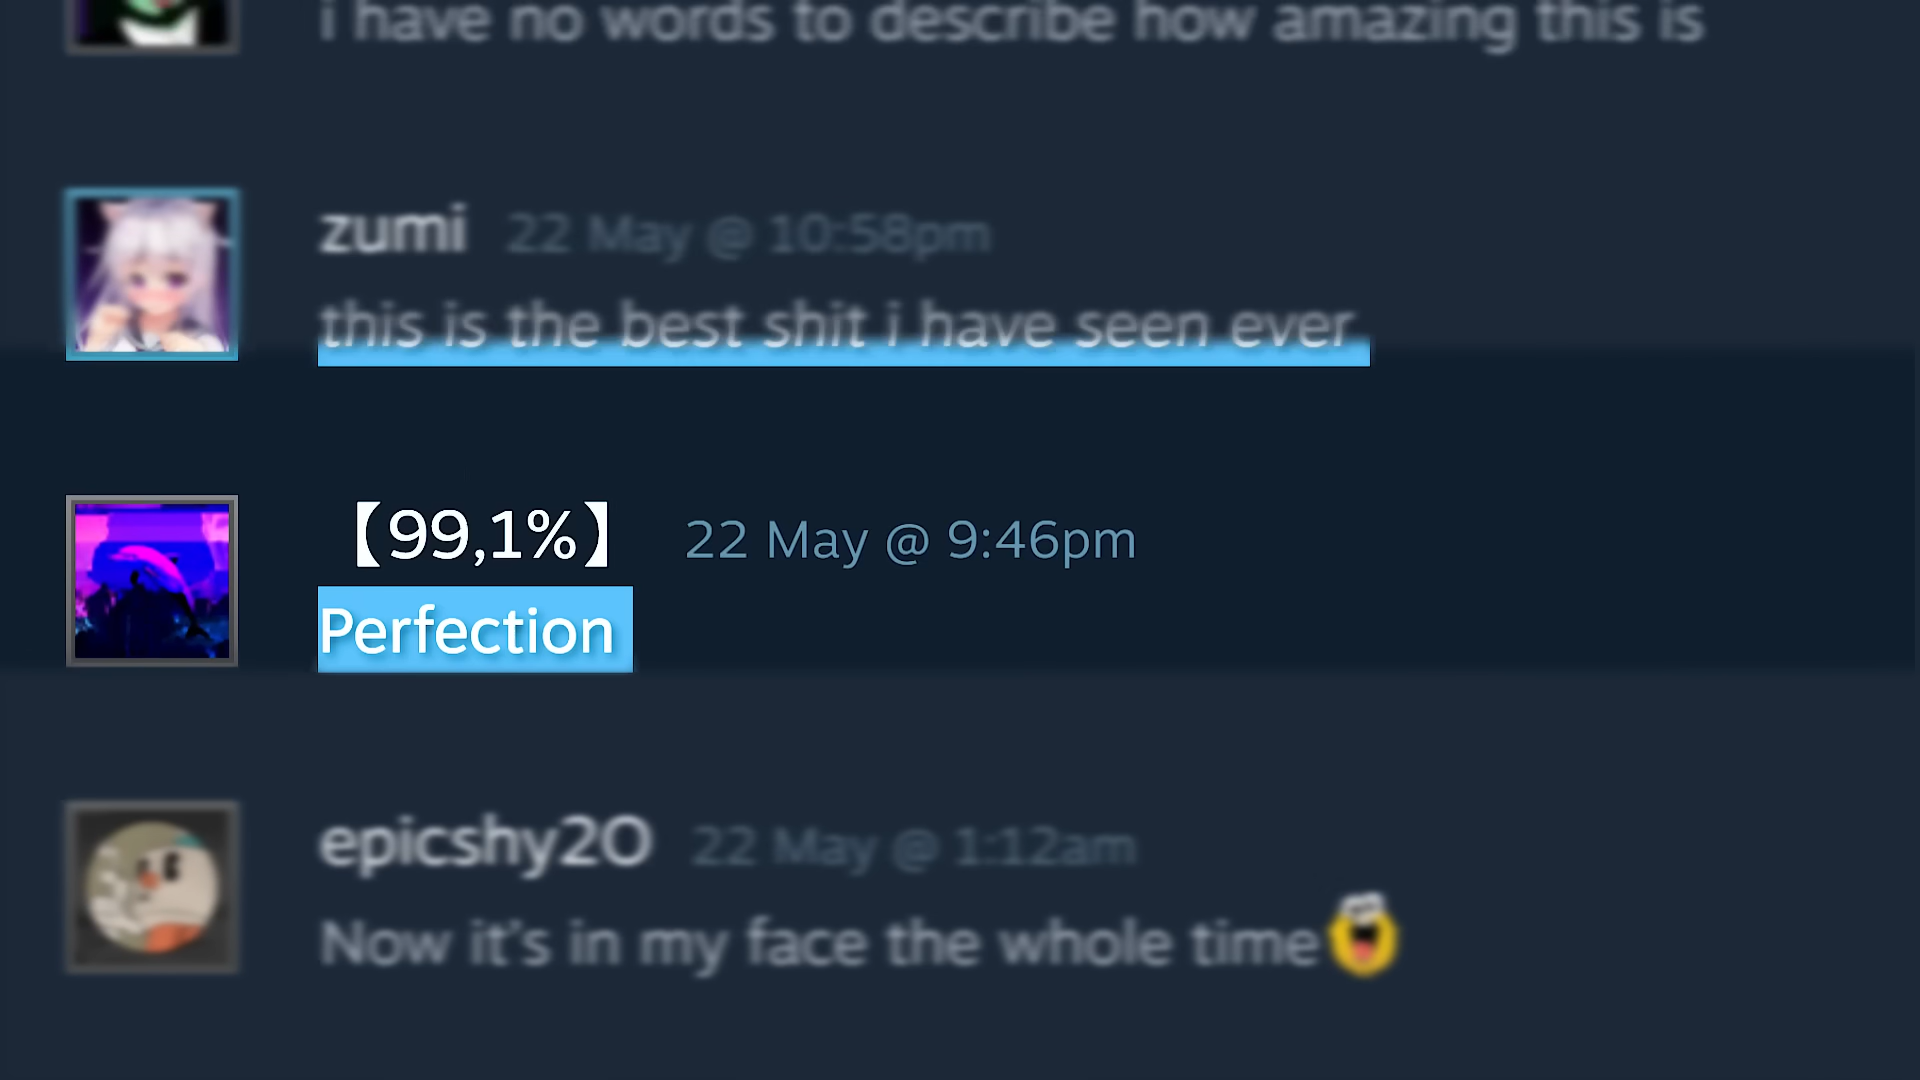 i have no words to describe how amazing this is
zumi 22 May @ 10:58pm
this is the best shit i have seen ever
【99,1%】 22 May @ 9:46pm
Perfection
epicshy2O 22 May @ 1:12am
Now it's in my face the whole time